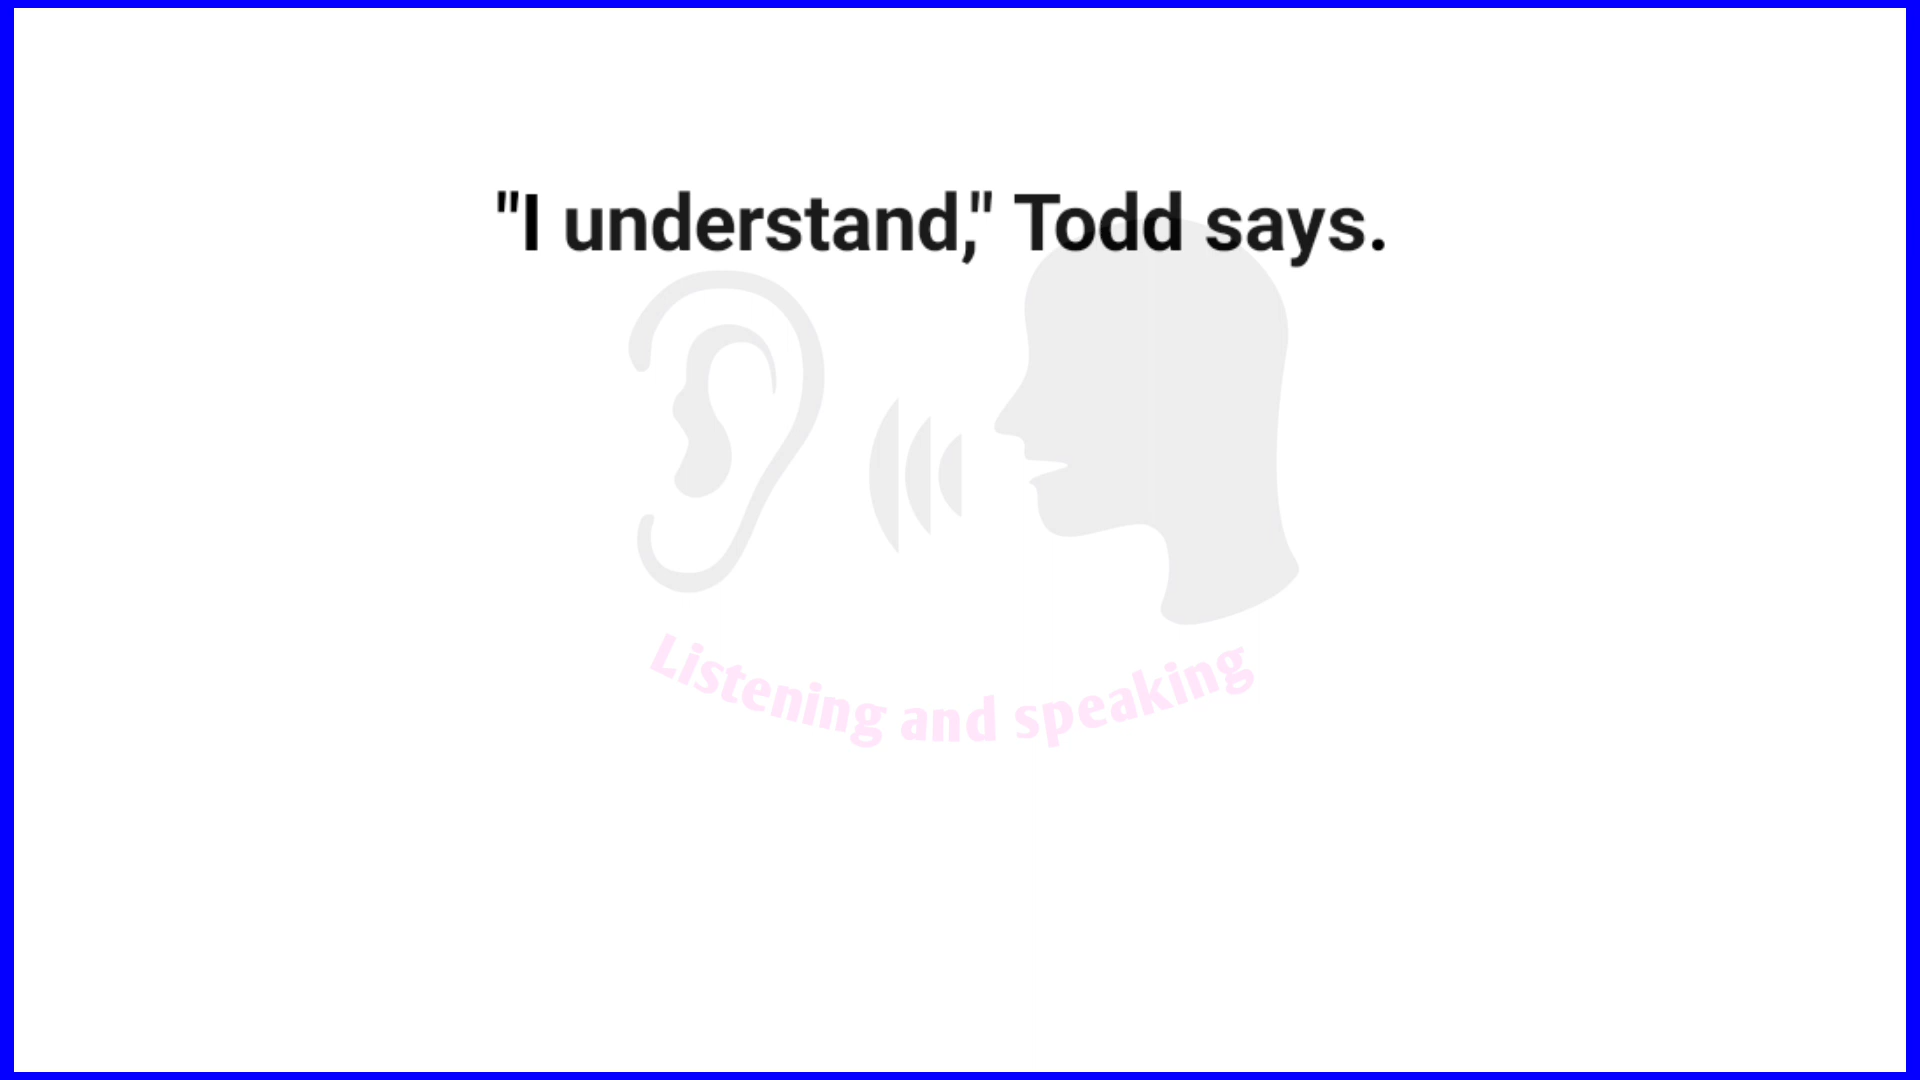 "I understand," Todd says.
Listening and speaking